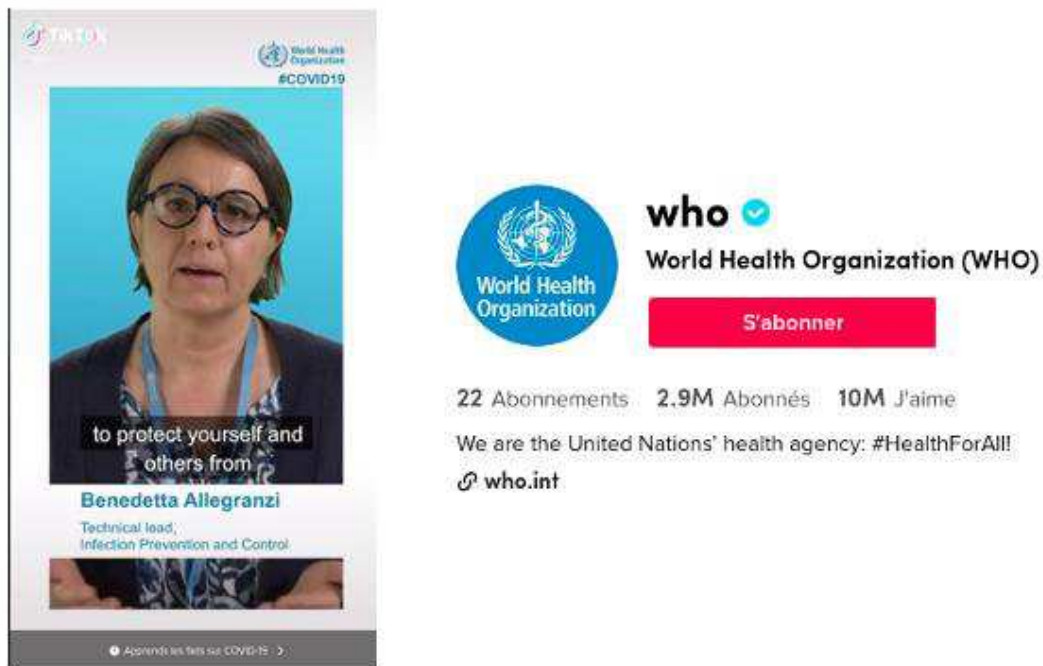 TikTok
World Health
Organization
#COVID19
to protect yourself and
others from
Benedetta Allegranzi
Technical lead,
Infection Prevention and Control
Apprends les faits sur COVID-19
World Health
Organization
who
World Health Organization (WHO)
S'abonner
22 Abonnements 2.9M Abonnés 10M J'aime
We are the United Nations' health agency: #HealthForAll!
who.int